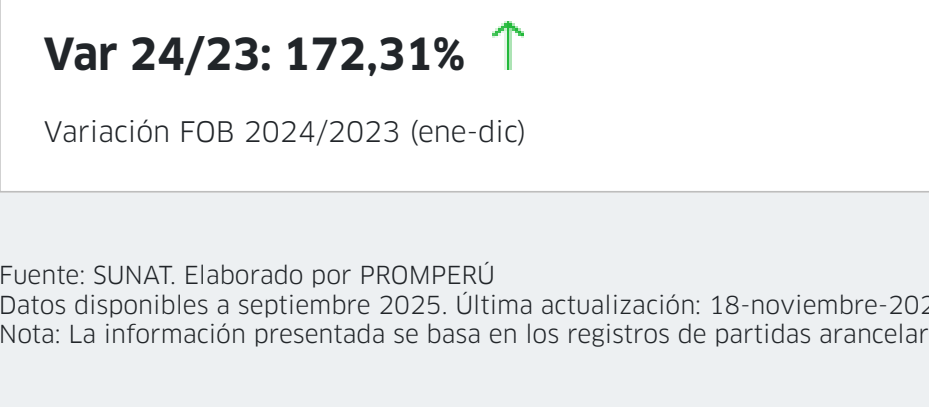 Var 24/23: 172,31%
Variación FOB 2024/2023 (ene-dic)
Fuente: SUNAT. Elaborado por PROMPERÚ
Datos disponibles a septiembre 2025. Última actualización: 18-noviembre-202
Nota: La información presentada se basa en los registros de partidas arancelar